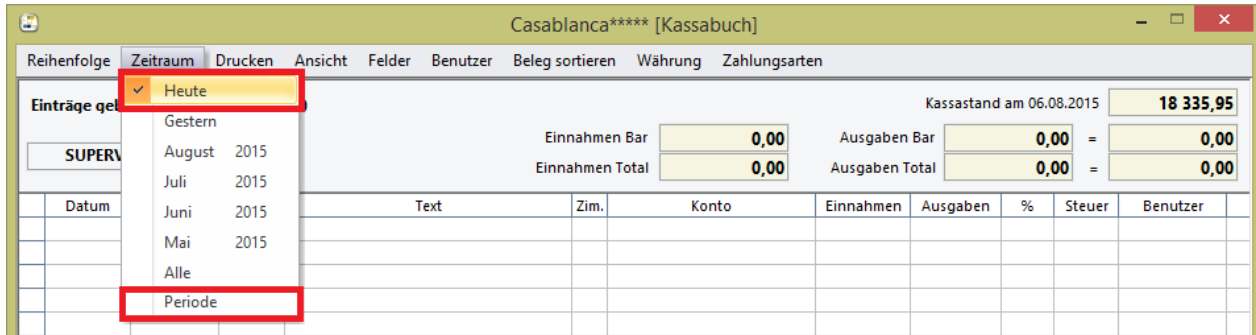 Casablanca***** [Kassabuch]
Reihenfolge Zeitraum Drucken Ansicht Felder Benutzer Beleg sortieren Währung Zahlungsarten
Heute
Gestern
August 2015
Juli 2015
Juni 2015
Mai 2015
Alle
Periode
Einträge
Kassastand am 06.08.2015 18 335,95
SUPERV
Einnahmen Bar 0,00 Ausgaben Bar 0,00 = 0,00
Einnahmen Total 0,00 Ausgaben Total 0,00 = 0,00
Datum Text Zim. Konto Einnahmen Ausgaben % Steuer Benutzer